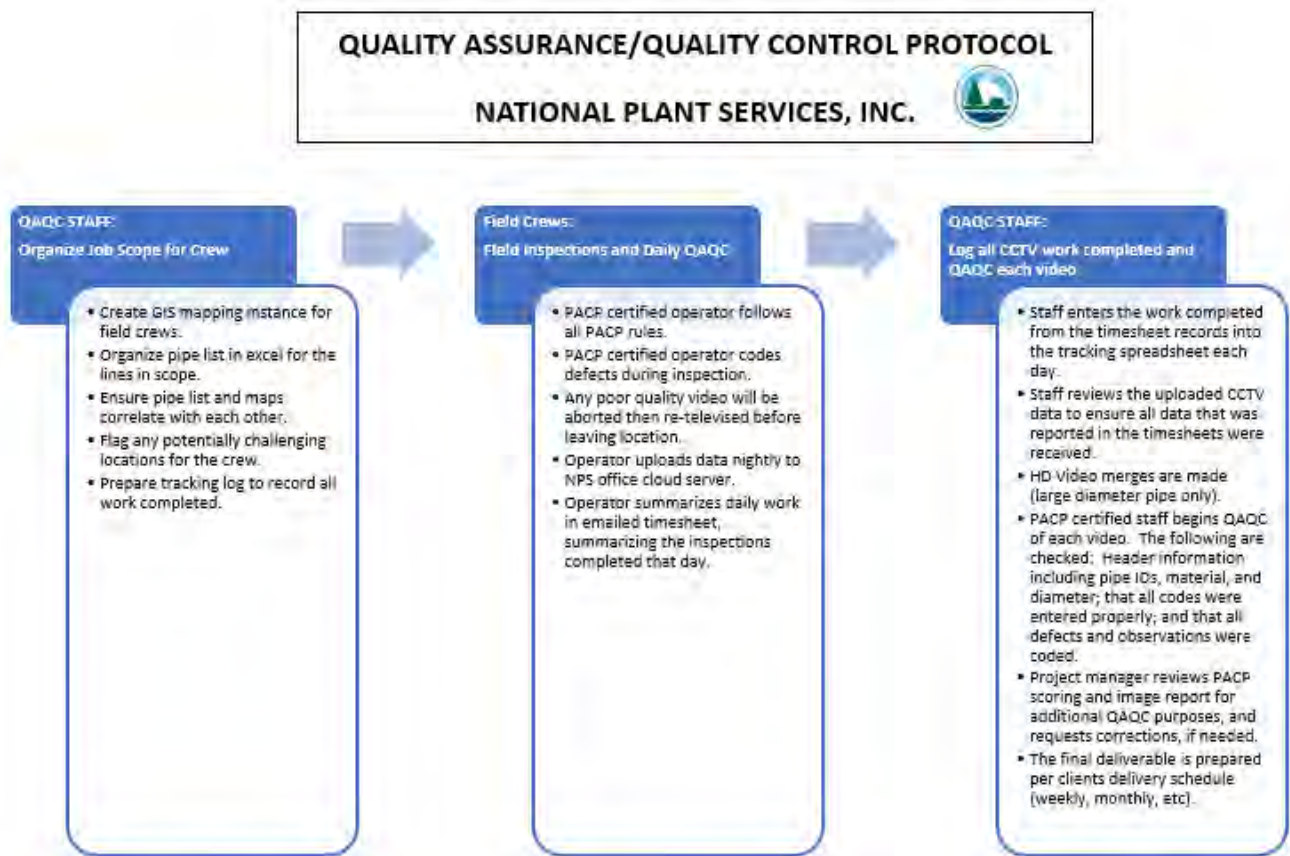 QUALITY ASSURANCE/QUALITY CONTROL PROTOCOL
NATIONAL PLANT SERVICES, INC.
QAQC STAFF:
Organize Job Scope for Crew
• Create GIS mapping instance for
field crews.
• Organize pipe list in excel for the
lines in scope.
• Ensure pipe list and maps
correlate with each other.
• Flag any potentially challenging
locations for the crew.
• Prepare tracking log to record all
work completed.
Field Crews:
Field Inspections and Daily QAQC
• PACP certified operator follows
all PACP rules.
• PACP certified operator codes
defects during inspection.
• Any poor quality video will be
aborted then re-televised before
leaving location.
• Operator uploads data nightly to
NPS office cloud server.
• Operator summarizes daily work
in emailed timesheet,
summarizing the inspections
completed that day.
QAQC STAFF:
Log all CCTV work completed and
QAQC each video
• Staff enters the work completed
from the timesheet records into
the tracking spreadsheet each
day.
• Staff reviews the uploaded CCTV
data to ensure all data that was
reported in the timesheets were
received.
• HD Video merges are made
(large diameter pipe only).
• PACP certified staff begins QAQC
of each video. The following are
checked: Header information
including pipe IDs, material, and
diameter; that all codes were
entered properly; and that all
defects and observations were
coded.
• Project manager reviews PACP
scoring and image report for
additional QAQC purposes, and
requests corrections, if needed.
• The final deliverable is prepared
per clients delivery schedule
(weekly, monthly, etc).